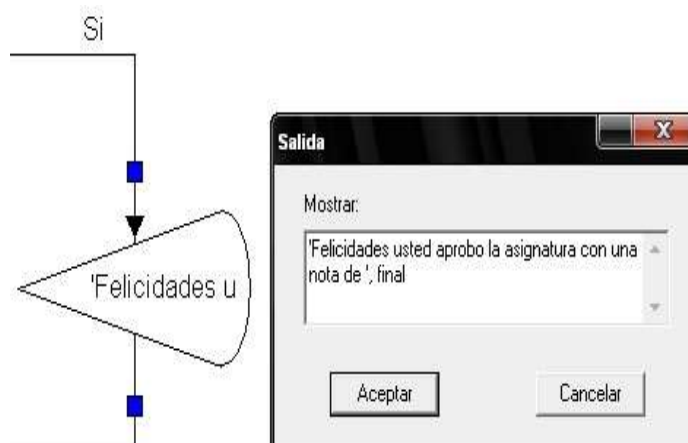 Si
'Felicidades u
Salida
Mostrar:
'Felicidades usted aprobo la asignatura con una
nota de ', final
Aceptar
Cancelar